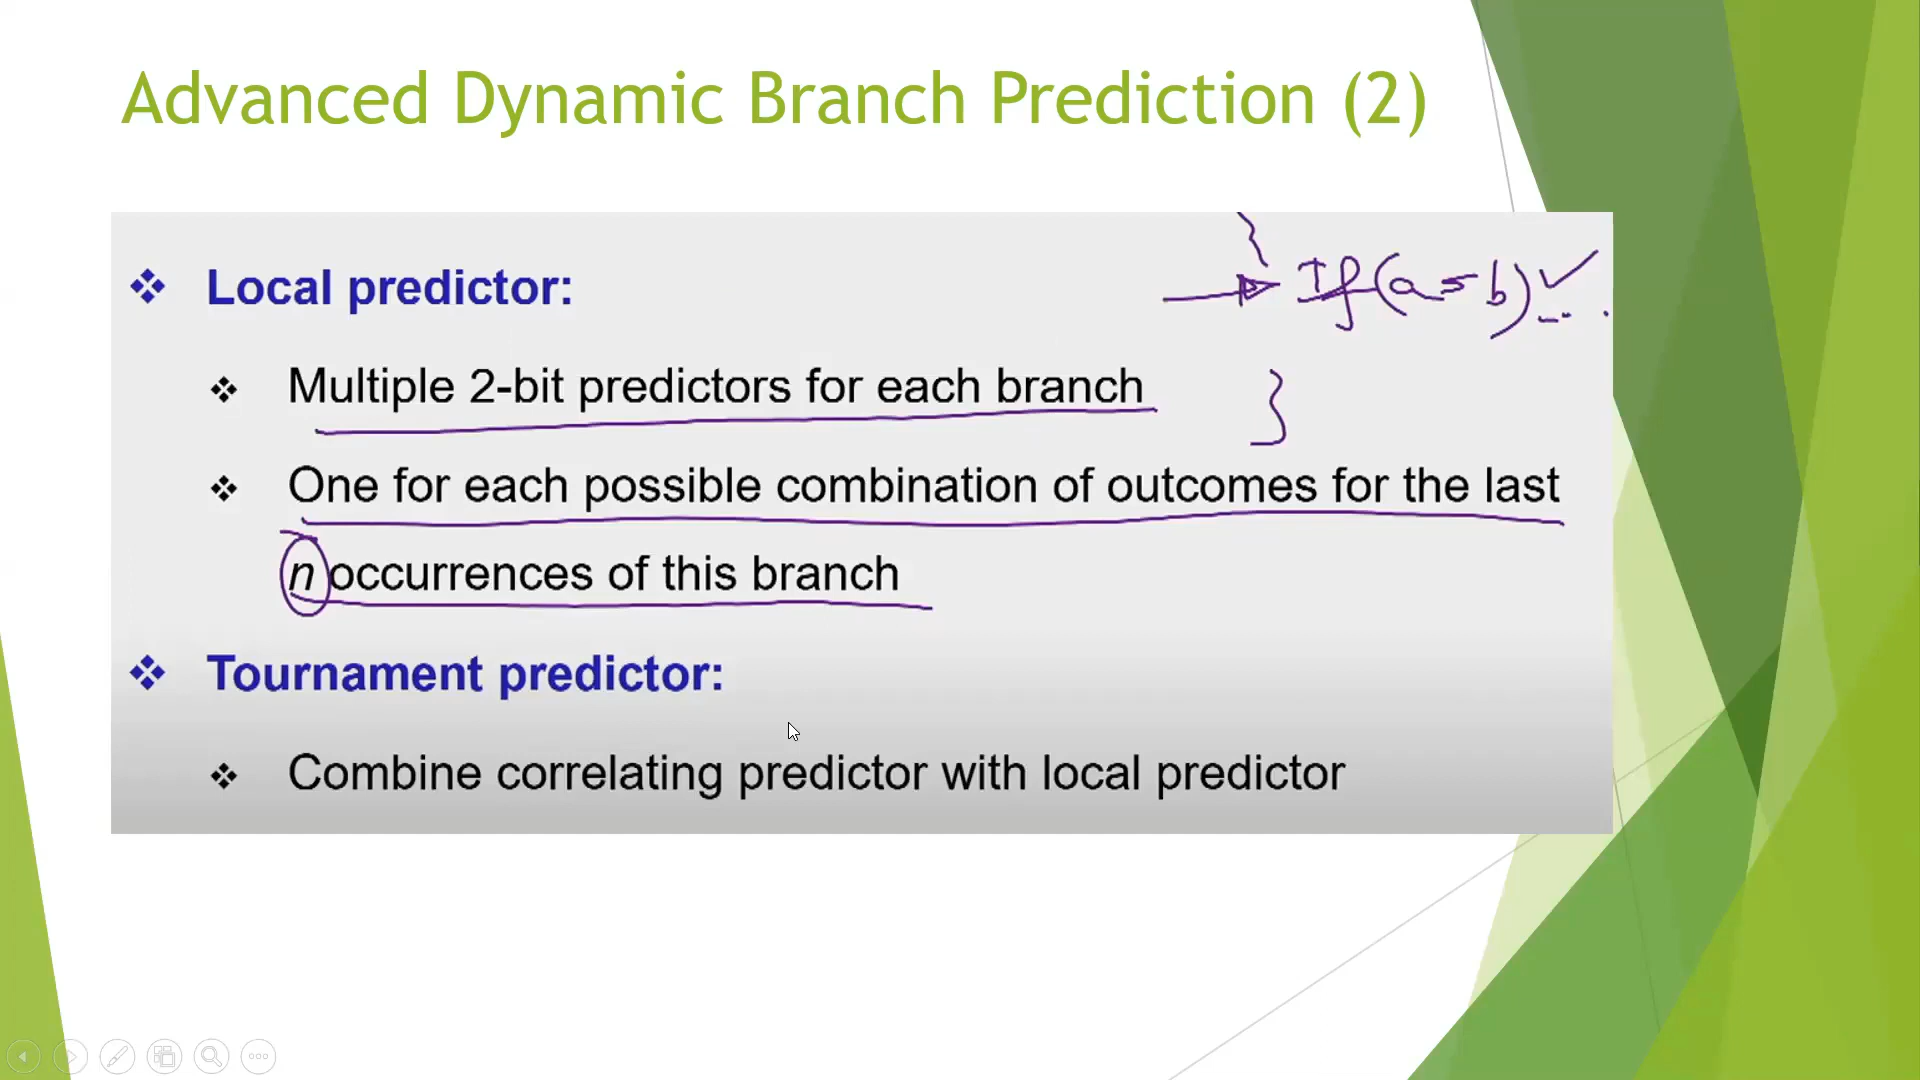 Advanced Dynamic Branch Prediction (2)
Local predictor:
If(a=b)
Multiple 2-bit predictors for each branch
One for each possible combination of outcomes for the last
n occurrences of this branch
Tournament predictor:
Combine correlating predictor with local predictor